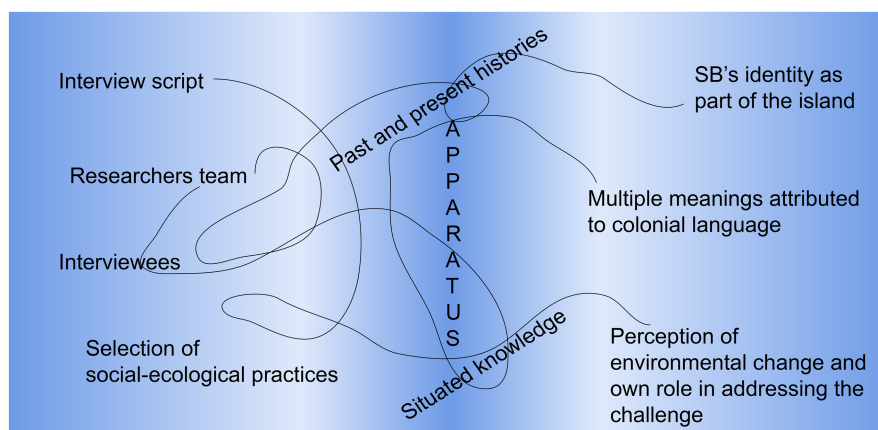 Interview script
Researchers team
Interviewees
Selection of
social-ecological practices
Past and present histories
APPARATUS
Situated knowledge
SB's identity as
part of the island
Multiple meanings attributed
to colonial language
Perception of
environmental change and
own role in addressing the
challenge